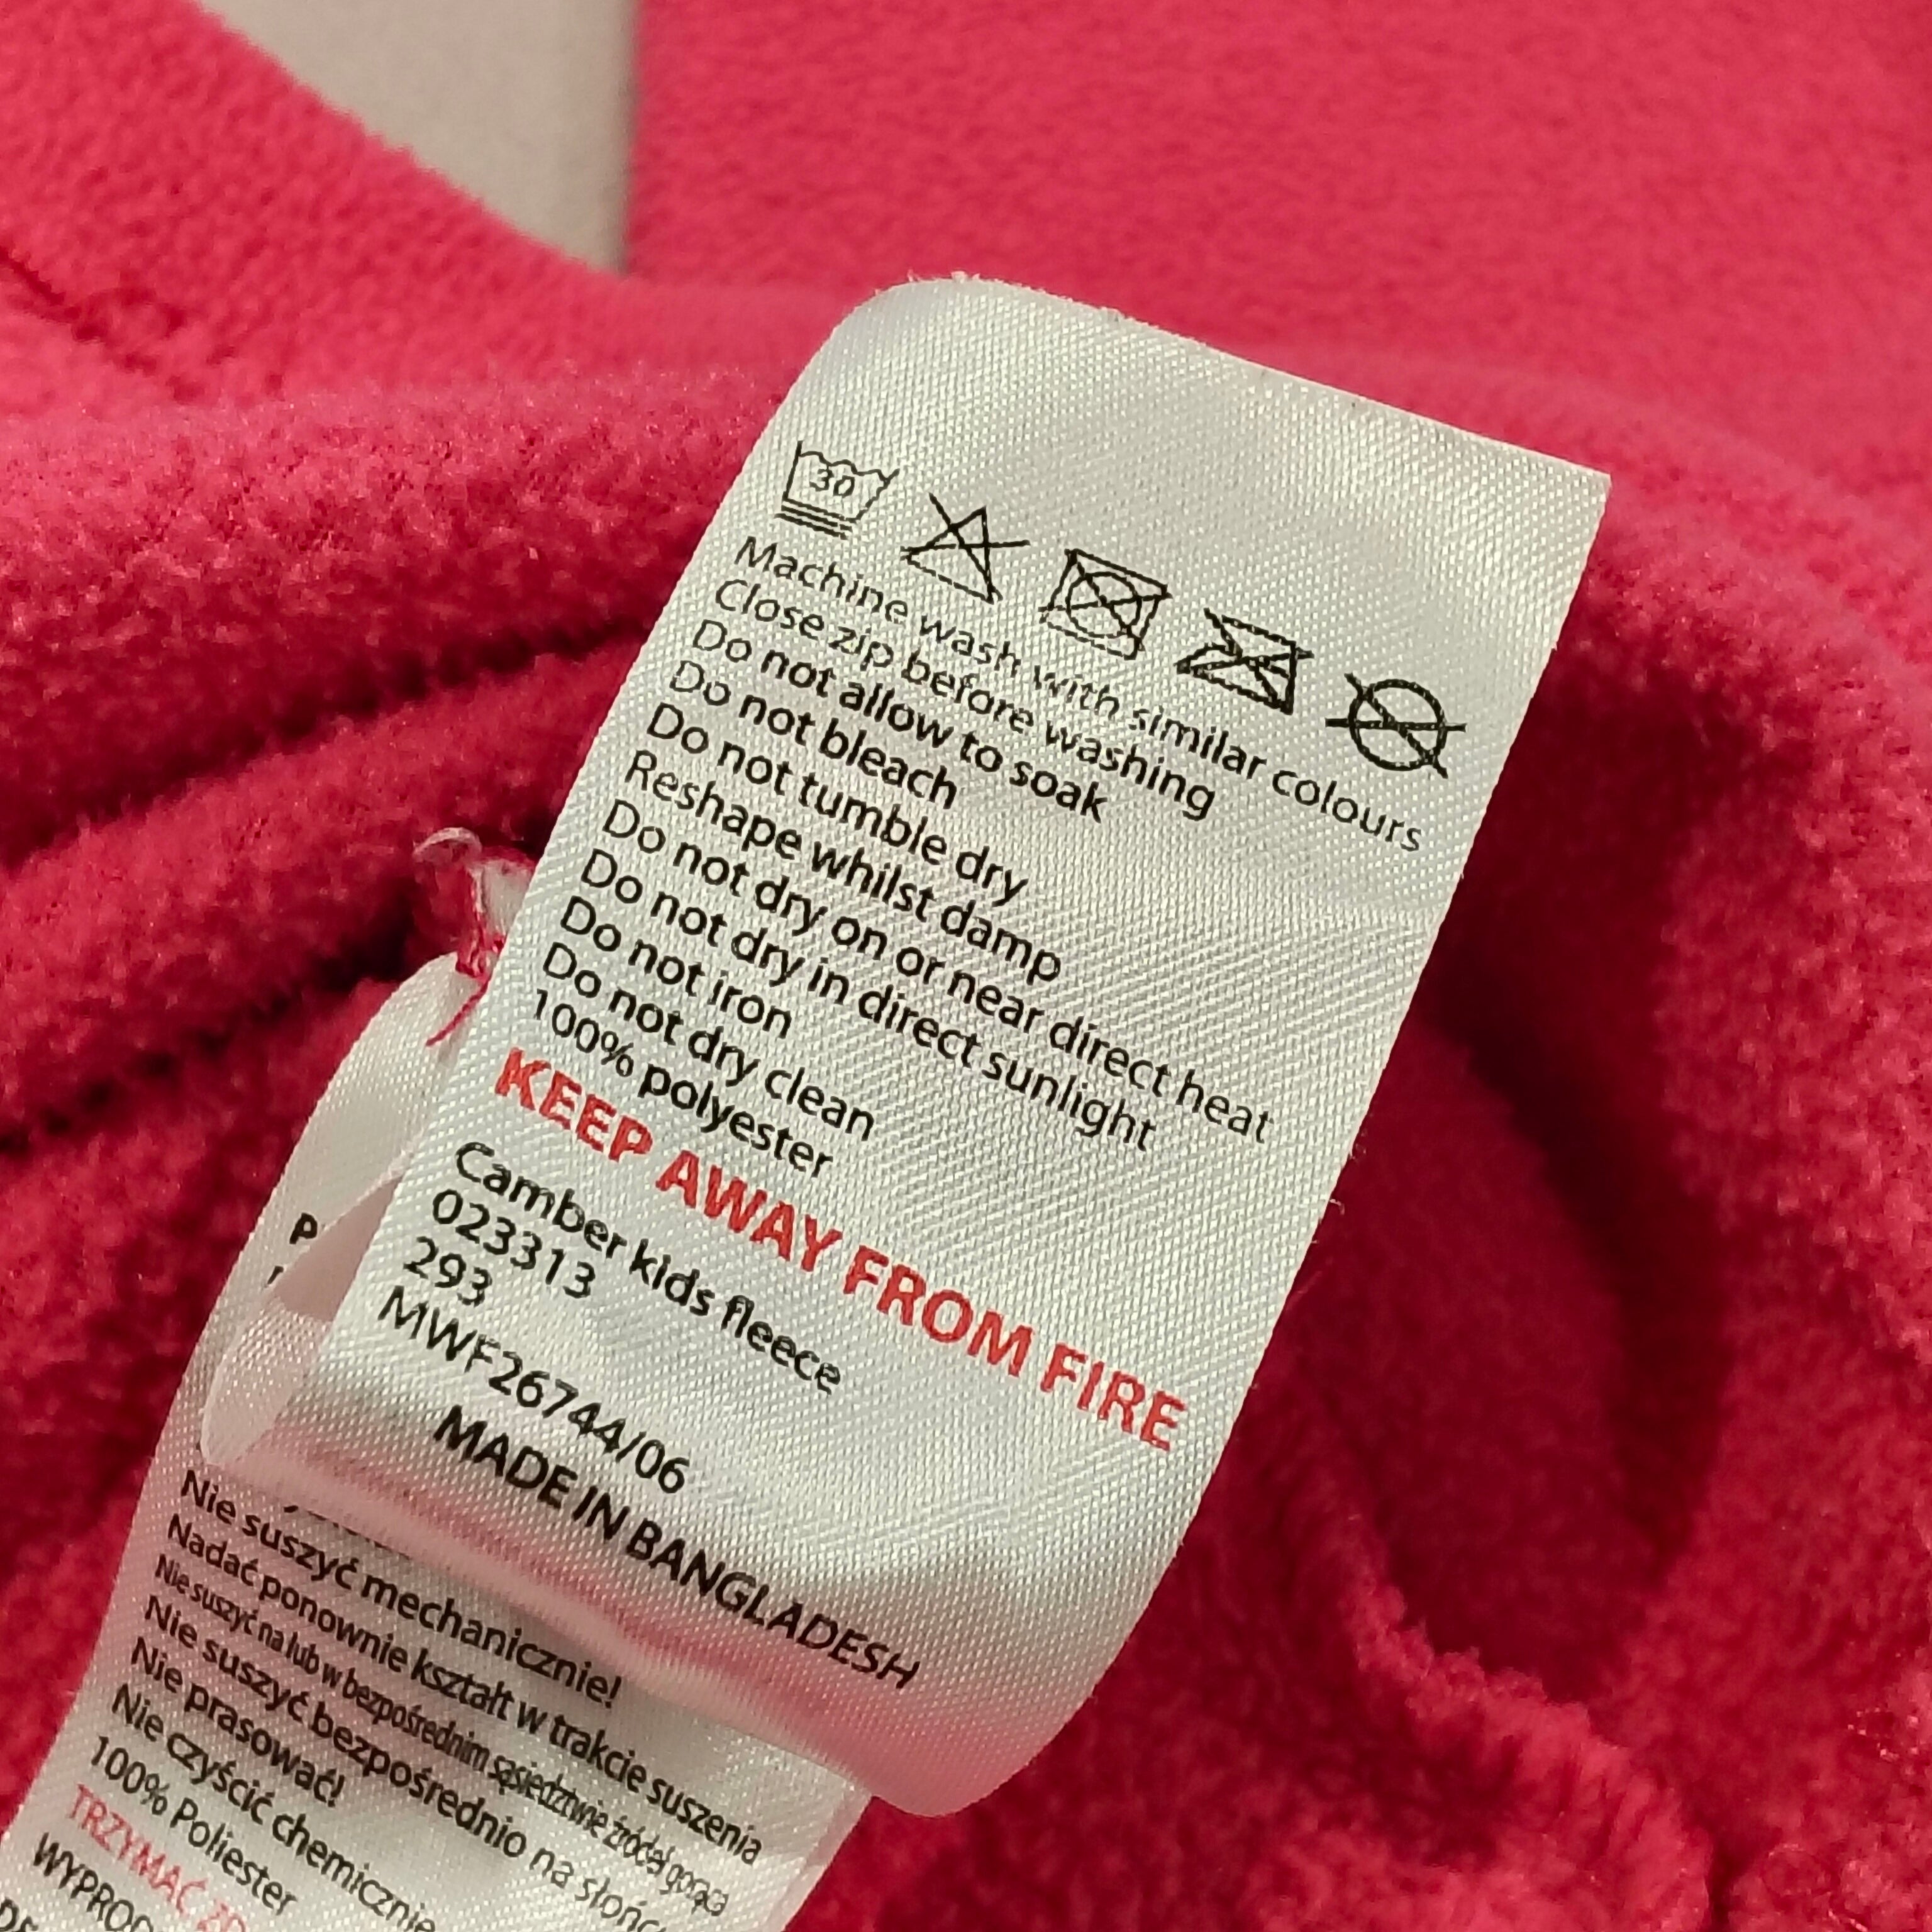 30
Machine wash with similar colours
Close zip before washing
Do not allow to soak
Do not bleach
Do not tumble dry
Reshape whilst damp
Do not dry on or near direct heat
Do not dry in direct sunlight
Do not iron
Do not dry clean
100% polyester
KEEP AWAY FROM FIRE
Camber kids fleece
023313
293
MWF26744/06
MADE IN BANGLADESH
Nie suszyć mechanicznie!
Nadać ponownie kształt w trakcie suszenia
Nie suszyć na lub w bezpośrednim sąsiedztwie źródeł gorąca
Nie suszyć bezpośrednio na
Nie prasować!
Nie czyścić chemicznie
100% Poliester
TRZYMAĆ